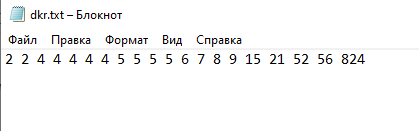 dkr.txt – Блокнот
Файл Правка Формат Вид Справка
2 2 4 4 4 4 4 5 5 5 5 6 7 8 9 15 21 52 56 824